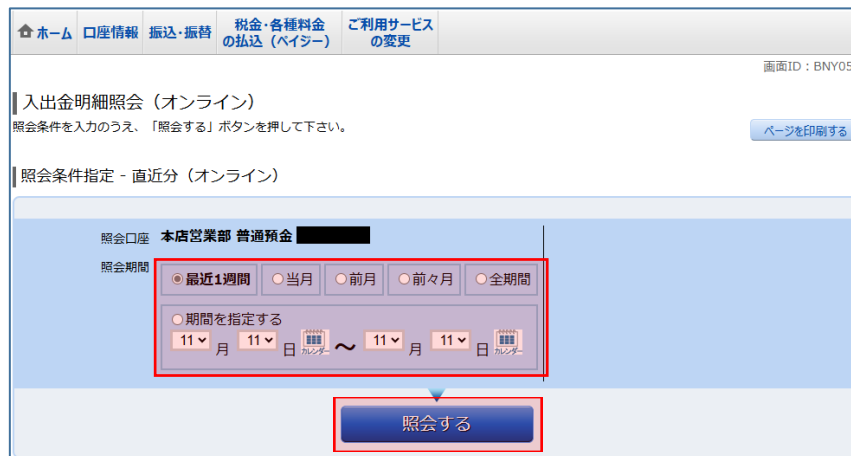 ホーム 口座情報 振込・振替 税金・各種料金 の払込（ペイジー） ご利用サービス の変更
画面ID：BNY05
入出金明細照会（オンライン）
照会条件を入力のうえ、「照会する」ボタンを押して下さい。
ページを印刷する
照会条件指定 - 直近分（オンライン）
照会口座 本店営業部 普通預金
照会期間 最近1週間 当月 前月 前々月 全期間
期間を指定する
11 月 11 日 カレンダー ～ 11 月 11 日 カレンダー
照会する